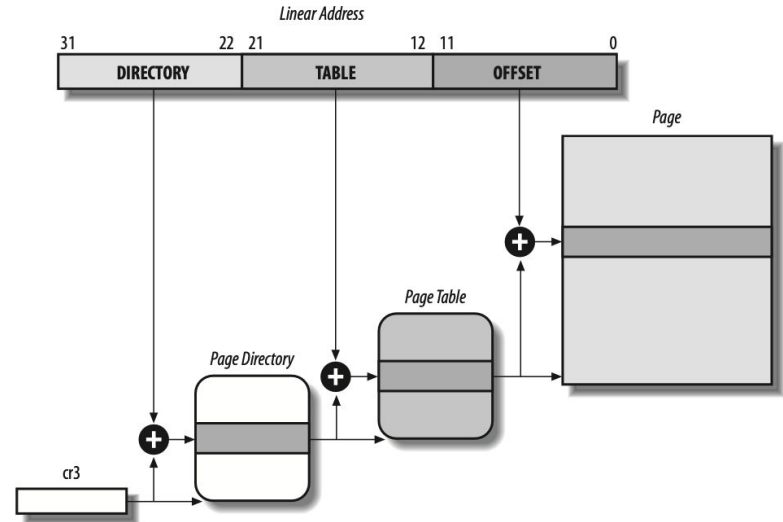 Linear Address
31 22 21 12 11 0
DIRECTORY TABLE OFFSET
Page
Page Table
Page Directory
cr3